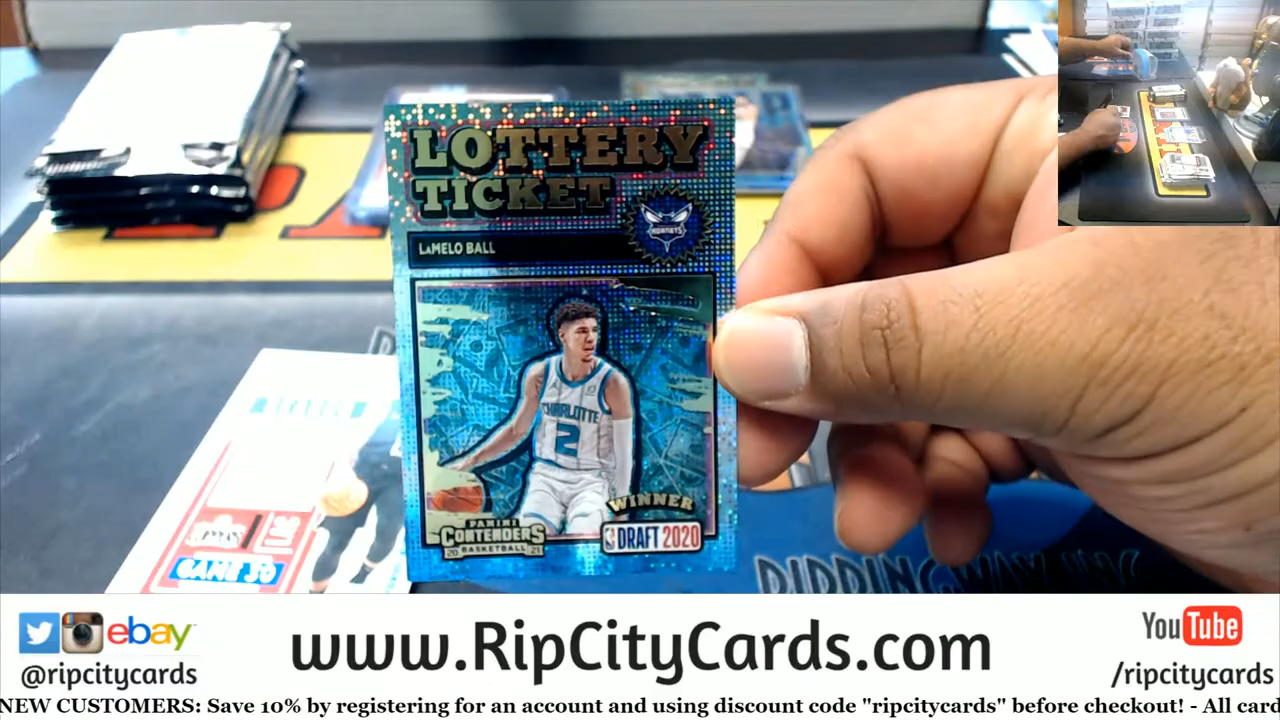 LOTTERY
TICKET
HORNETS
LAMELO BALL
CHARLOTTE
2
WINNER
PANINI
CONTENDERS
20 BASKETBALL 21
DRAFT 2020
ebay
@ripcitycards
www.RipCityCards.com
YouTube
/ripcitycards
NEW CUSTOMERS: Save 10% by registering for an account and using discount code "ripcitycards" before checkout! - All card